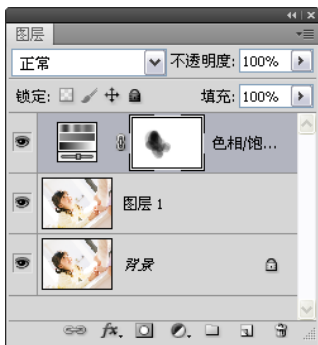 图层
正常 不透明度: 100%
锁定: 填充: 100%
色相/饱...
图层 1
背景
fx.